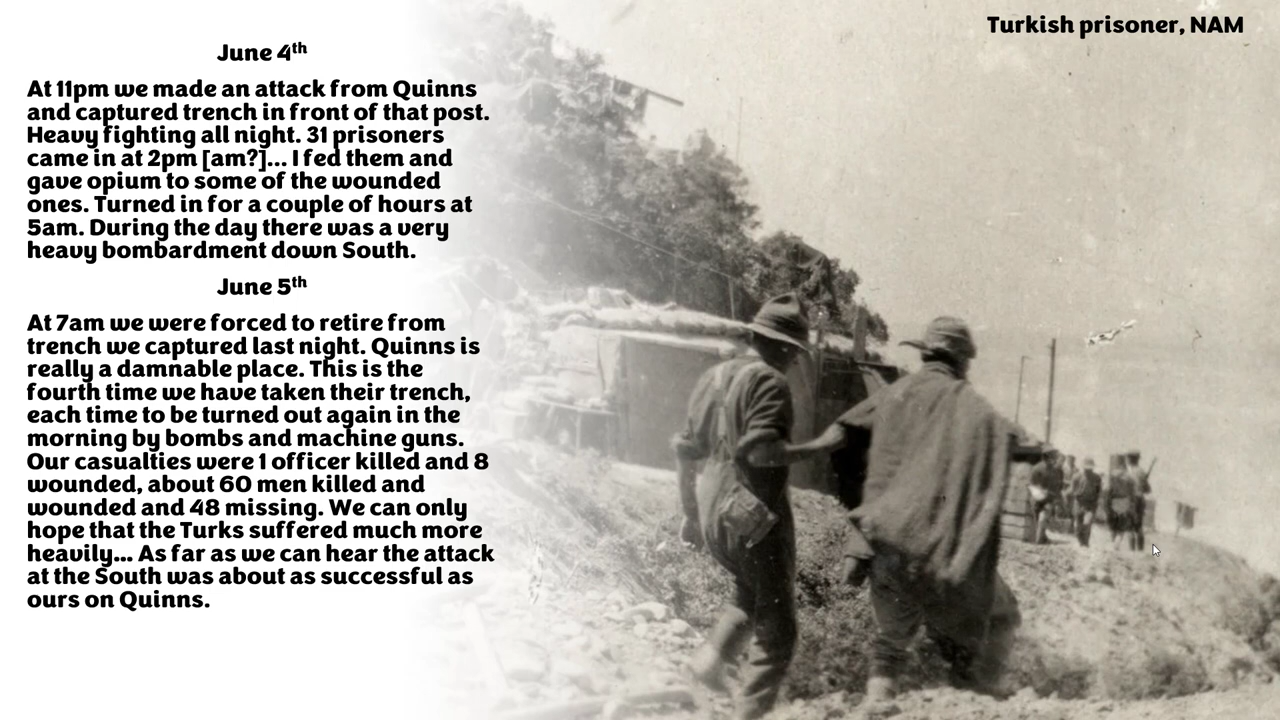 Turkish prisoner, NAM
June 4th
At 11pm we made an attack from Quinns
and captured trench in front of that post.
Heavy fighting all night. 31 prisoners
came in at 2pm [am?]... I fed them and
gave opium to some of the wounded
ones. Turned in for a couple of hours at
5am. During the day there was a very
heavy bombardment down South.
June 5th
At 7am we were forced to retire from
trench we captured last night. Quinns is
really a damnable place. This is the
fourth time we have taken their trench,
each time to be turned out again in the
morning by bombs and machine guns.
Our casualties were 1 officer killed and 8
wounded, about 60 men killed and
wounded and 48 missing. We can only
hope that the Turks suffered much more
heavily... As far as we can hear the attack
at the South was about as successful as
ours on Quinns.